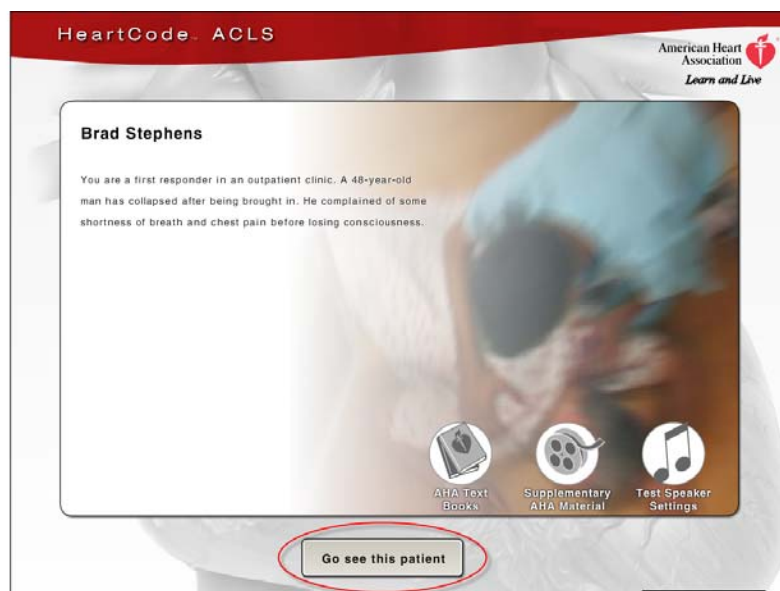 HeartCode™ ACLS
American Heart
Association
Learn and Live
Brad Stephens
You are a first responder in an outpatient clinic. A 48-year-old
man has collapsed after being brought in. He complained of some
shortness of breath and chest pain before losing consciousness.
AHA Text
Books
Supplementary
AHA Material
Test Speaker
Settings
Go see this patient